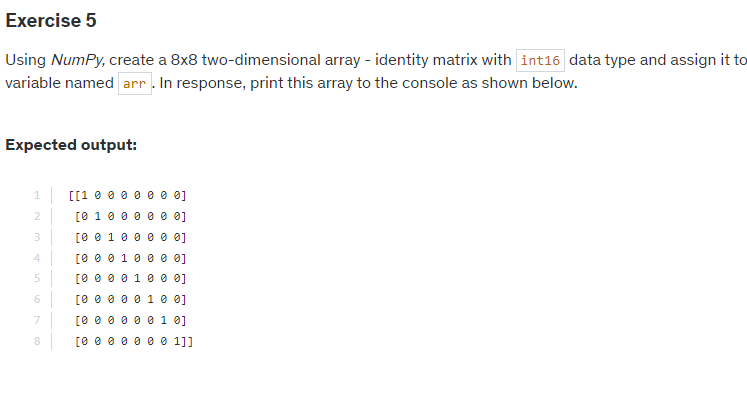 Exercise 5
Using NumPy, create a 8x8 two-dimensional array - identity matrix with int16 data type and assign it to
variable named arr. In response, print this array to the console as shown below.
Expected output:
1 [[1 0 0 0 0 0 0 0]
2 [0 1 0 0 0 0 0 0]
3 [0 0 1 0 0 0 0 0]
4 [0 0 0 1 0 0 0 0]
5 [0 0 0 0 1 0 0 0]
6 [0 0 0 0 0 1 0 0]
7 [0 0 0 0 0 0 1 0]
8 [0 0 0 0 0 0 0 1]]